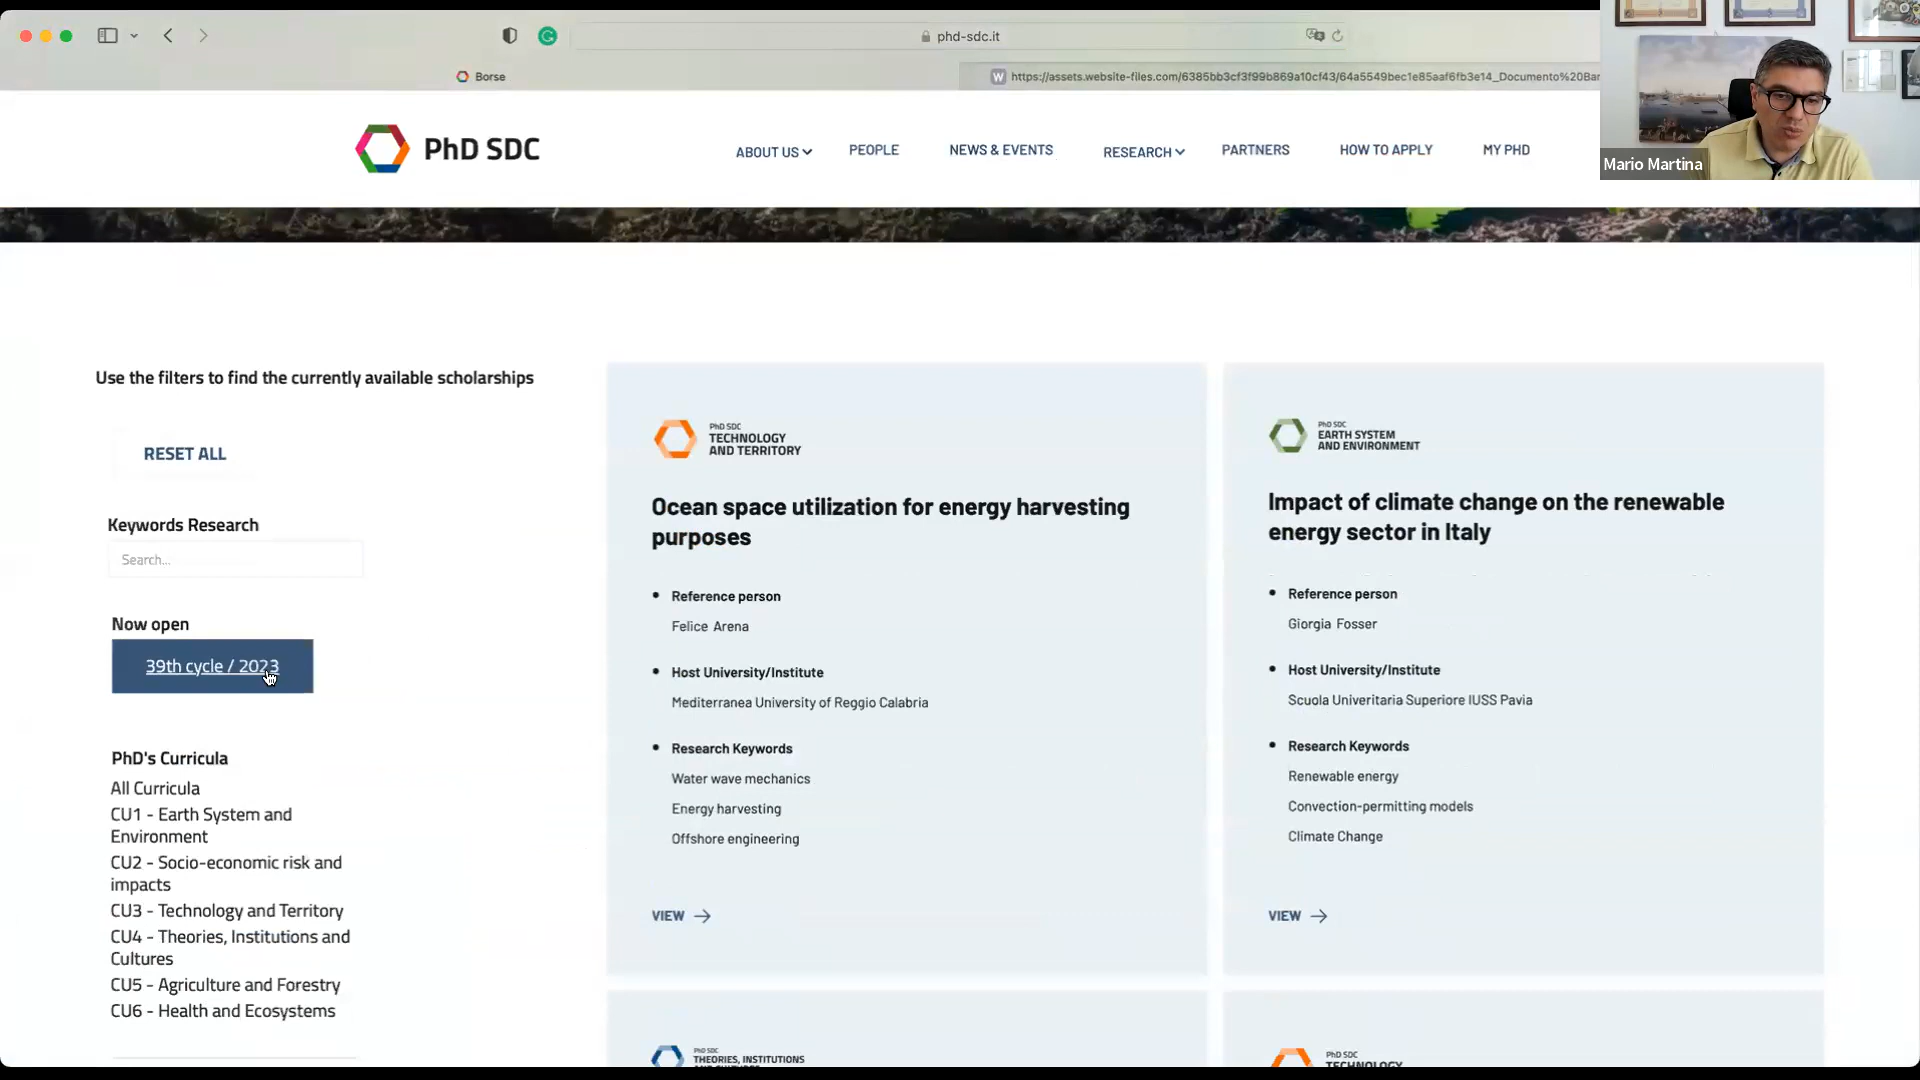 phd-sdc.it
Borse
W https://assets.website-files.com/6385bb3cf3f99b869a10cf43/64a5549bec1e85aaf6fb3e14_Documento%20Bar
Mario Martina
PhD SDC
ABOUT US
PEOPLE
NEWS & EVENTS
RESEARCH
PARTNERS
HOW TO APPLY
MY PHD
Use the filters to find the currently available scholarships
RESET ALL
Keywords Research
Search...
Now open
39th cycle / 2023
PhD's Curricula
All Curricula
CU1 - Earth System and
Environment
CU2 - Socio-economic risk and
impacts
CU3 - Technology and Territory
CU4 - Theories, Institutions and
Cultures
CU5 - Agriculture and Forestry
CU6 - Health and Ecosystems
PhD SDC
TECHNOLOGY
AND TERRITORY
Ocean space utilization for energy harvesting
purposes
Reference person
Felice Arena
Host University/Institute
Mediterranea University of Reggio Calabria
Research Keywords
Water wave mechanics
Energy harvesting
Offshore engineering
VIEW
PhD SDC
EARTH SYSTEM
AND ENVIRONMENT
Impact of climate change on the renewable
energy sector in Italy
Reference person
Giorgia Fosser
Host University/Institute
Scuola Univeritaria Superiore IUSS Pavia
Research Keywords
Renewable energy
Convection-permitting models
Climate Change
VIEW
PhD SDC
THEORIES, INSTITUTIONS
AND CULTURES
PhD SDC
TECHNOLOGY